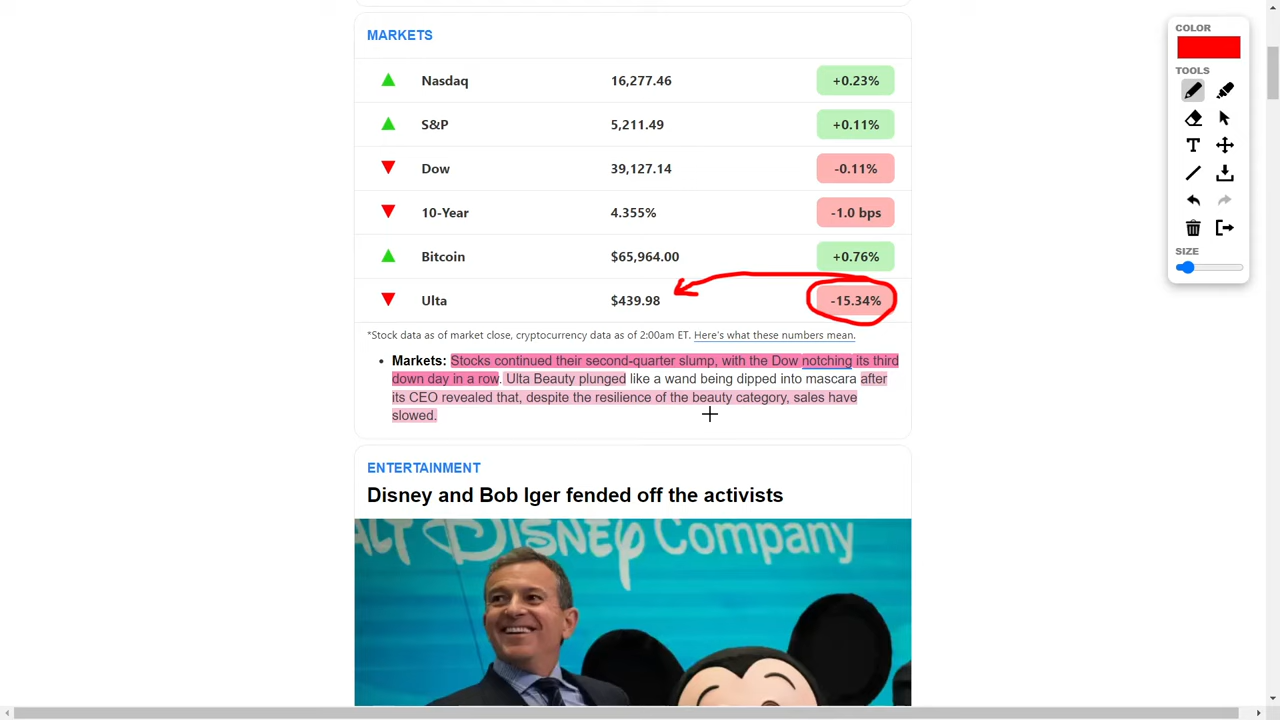 MARKETS
COLOR
TOOLS
T
SIZE
Nasdaq 16,277.46 +0.23%
S&P 5,211.49 +0.11%
Dow 39,127.14 -0.11%
10-Year 4.355% -1.0 bps
Bitcoin $65,964.00 +0.76%
Ulta $439.98 -15.34%
*Stock data as of market close, cryptocurrency data as of 2:00am ET. Here's what these numbers mean.
• Markets: Stocks continued their second-quarter slump, with the Dow notching its third
down day in a row. Ulta Beauty plunged like a wand being dipped into mascara after
its CEO revealed that, despite the resilience of the beauty category, sales have
slowed.
ENTERTAINMENT
Disney and Bob Iger fended off the activists
ALT DISNEY Company